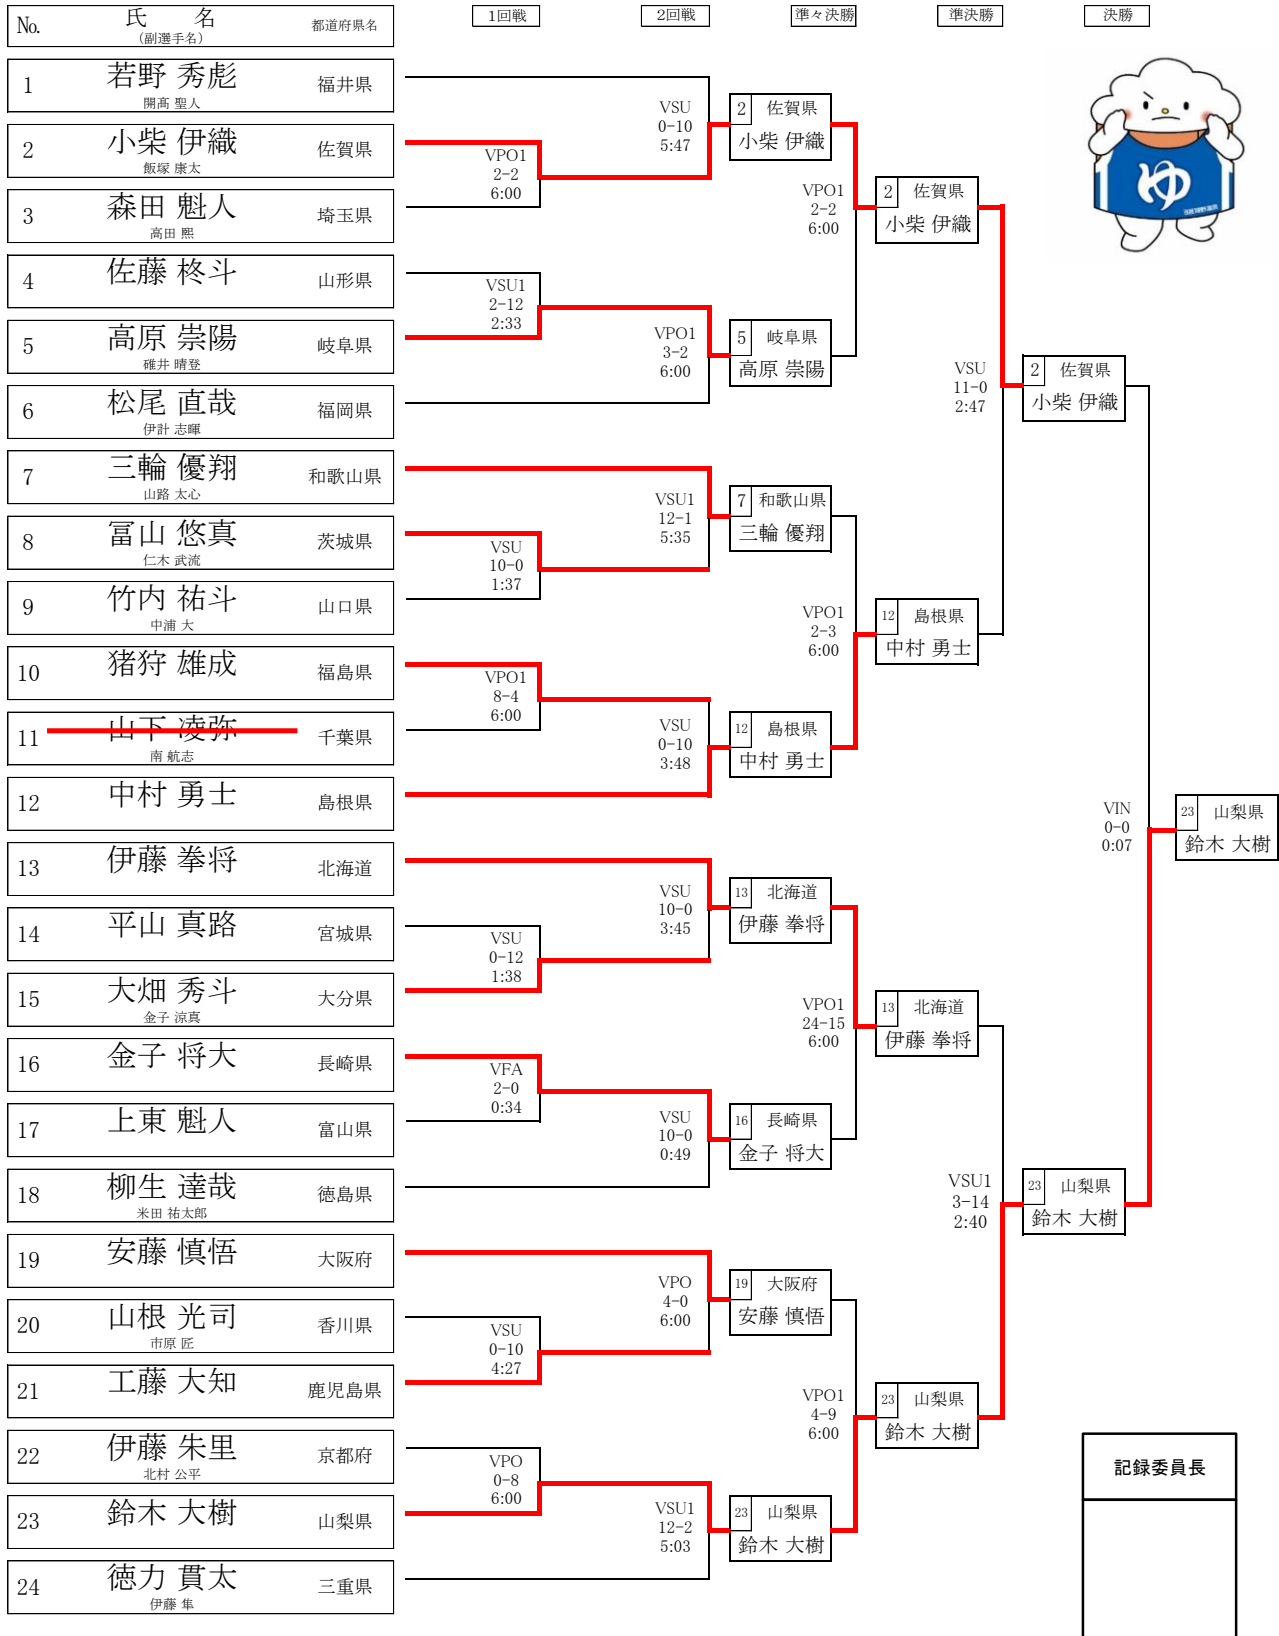 No. 氏 名 (副選手名) 都道府県名 1回戦 2回戦 準々決勝 準決勝 決勝
1 若野 秀彪 福井県
開髙 聖人
2 小柴 伊織 佐賀県
飯塚 康太
3 森田 魁人 埼玉県
高田 熙
4 佐藤 柊斗 山形県
5 高原 崇陽 岐阜県
碓井 晴登
6 松尾 直哉 福岡県
伊計 志暉
7 三輪 優翔 和歌山県
山路 太心
8 冨山 悠真 茨城県
仁木 武流
9 竹内 祐斗 山口県
中浦 大
10 猪狩 雄成 福島県
11 山下 凌弥 千葉県
南 航志
12 中村 勇士 島根県
13 伊藤 拳将 北海道
14 平山 真路 宮城県
15 大畑 秀斗 大分県
金子 涼真
16 金子 将大 長崎県
17 上東 魁人 富山県
18 柳生 達哉 徳島県
米田 祐太郎
19 安藤 慎悟 大阪府
20 山根 光司 香川県
市原 匠
21 工藤 大知 鹿児島県
22 伊藤 朱里 京都府
北村 公平
23 鈴木 大樹 山梨県
24 徳力 貫太 三重県
伊藤 隼
VPO1
2-2
6:00
VSU1
2-12
2:33
VSU
10-0
1:37
VPO1
8-4
6:00
VSU
0-12
1:38
VFA
2-0
0:34
VSU
0-10
4:27
VPO
0-8
6:00
VSU
0-10
5:47
VPO1
3-2
6:00
VSU1
12-1
5:35
VSU
0-10
3:48
VSU
10-0
3:45
VSU
10-0
0:49
VPO
4-0
6:00
VSU1
12-2
5:03
2 佐賀県
小柴 伊織
5 岐阜県
高原 崇陽
7 和歌山県
三輪 優翔
12 島根県
中村 勇士
13 北海道
伊藤 拳将
16 長崎県
金子 将大
19 大阪府
安藤 慎悟
23 山梨県
鈴木 大樹
VPO1
2-2
6:00
VPO1
2-3
6:00
VPO1
24-15
6:00
VPO1
4-9
6:00
2 佐賀県
小柴 伊織
12 島根県
中村 勇士
13 北海道
伊藤 拳将
23 山梨県
鈴木 大樹
VSU
11-0
2:47
VSU1
3-14
2:40
2 佐賀県
小柴 伊織
23 山梨県
鈴木 大樹
VIN
0-0
0:07
23 山梨県
鈴木 大樹
ゆ
記録委員長